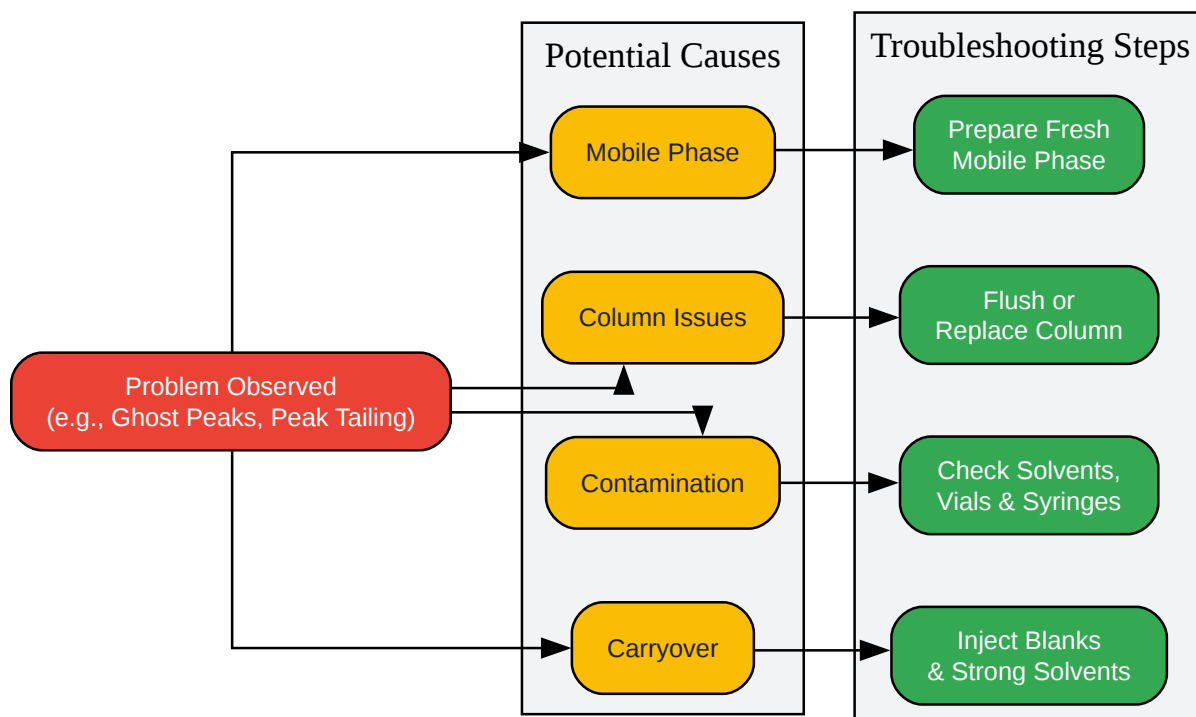 Potential Causes
Troubleshooting Steps
Mobile Phase
Prepare Fresh
Mobile Phase
Column Issues
Flush or
Replace Column
Problem Observed
(e.g., Ghost Peaks, Peak Tailing)
Contamination
Check Solvents,
Vials & Syringes
Carryover
Inject Blanks
& Strong Solvents